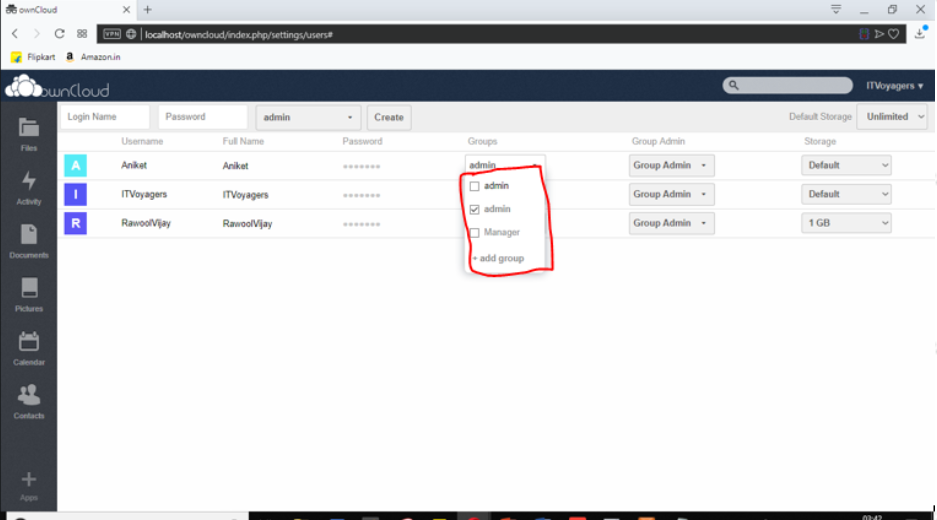 ownCloud
VPN localhost/owncloud/index.php/settings/users#
Flipkart a Amazon.in
ownCloud ITVoyagers
Login Name Password admin Create Default Storage Unlimited
Username Full Name Password Groups Group Admin Storage
A Aniket Aniket admin Group Admin Default
I ITVoyagers ITVoyagers Group Admin Default
R RawoolVijay RawoolVijay Group Admin 1 GB
admin
admin
Manager
+ add group
Files
Activity
Documents
Pictures
Calendar
Contacts
Apps
03:42